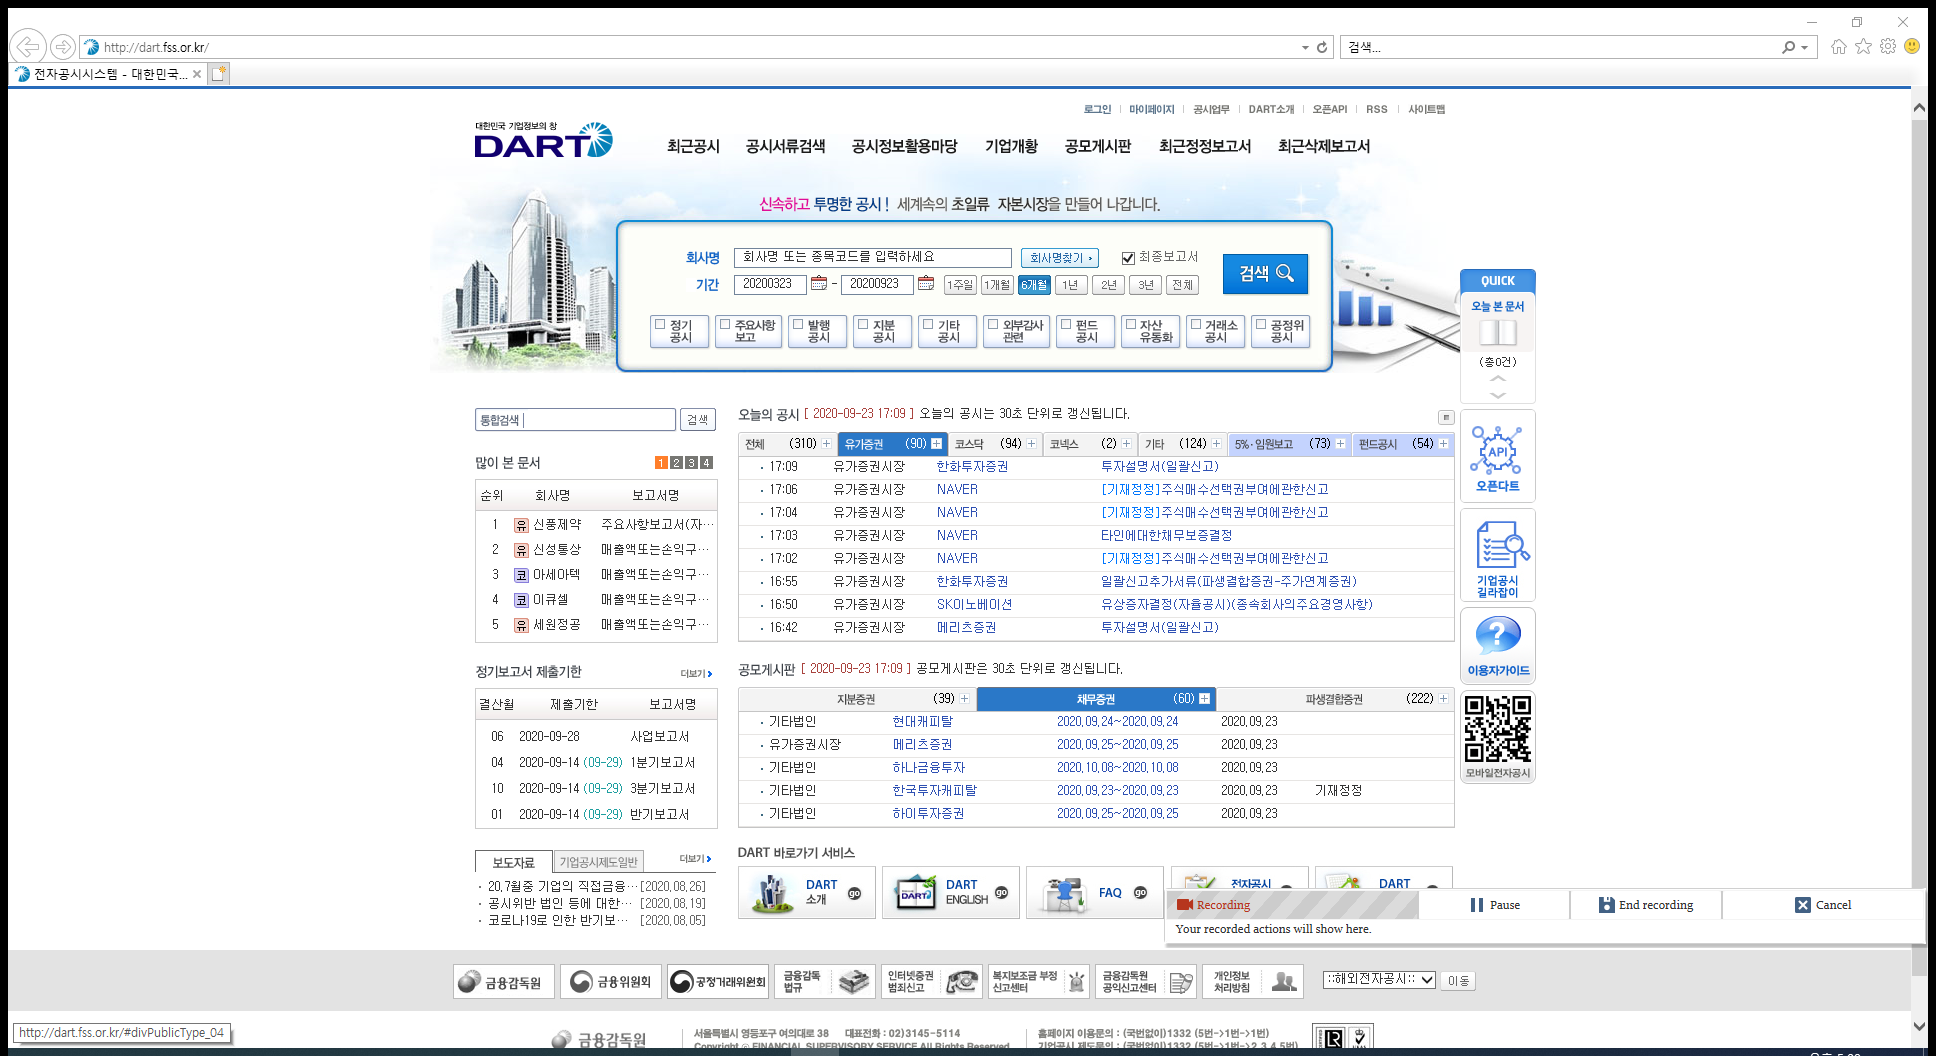 http://dart.fss.or.kr/
검색...
전자공시시스템 - 대한민국...
로그인 마이페이지 공시업무 DART소개 오픈API RSS 사이트맵
대한민국 기업정보의 창
DART
최근공시 공시서류검색 공시정보활용마당 기업개황 공모게시판 최근정정보고서 최근삭제보고서
신속하고 투명한 공시! 세계속의 초일류 자본시장을 만들어 나갑니다.
회사명 회사명 또는 종목코드를 입력하세요 회사명찾기 최종보고서
검색
기간 20200323 - 20200923 1주일 1개월 6개월 1년 2년 3년 전체
정기공시 주요사항보고 발행공시 지분공시 기타공시 외부감사관련 펀드공시 자산유동화 거래소공시 공정위공시
QUICK
오늘 본 문서
(총0건)
API
오픈다트
기업공시
길라잡이
이용자가이드
모바일전자공시
통합검색 검색
많이 본 문서 1 2 3 4
순위 회사명 보고서명
1 유 신풍제약 주요사항보고서(자…
2 유 신성통상 매출액또는손익구…
3 코 아세아텍 매출액또는손익구…
4 코 이큐셀 매출액또는손익구…
5 유 세원정공 매출액또는손익구…
정기보고서 제출기한 더보기
결산월 제출기한 보고서명
06 2020-09-28 사업보고서
04 2020-09-14 (09-29) 1분기보고서
10 2020-09-14 (09-29) 3분기보고서
01 2020-09-14 (09-29) 반기보고서
보도자료 기업공시제도일반 더보기
· 20.7월중 기업의 직접금융… [2020.08.26]
· 공시위반 법인 등에 대한… [2020.08.19]
· 코로나19로 인한 반기보… [2020.08.05]
오늘의 공시 [ 2020-09-23 17:09 ] 오늘의 공시는 30초 단위로 갱신됩니다.
전체 (310) 유가증권 (90) 코스닥 (94) 코넥스 (2) 기타 (124) 5%·임원보고 (73) 펀드공시 (54)
· 17:09 유가증권시장 한화투자증권 투자설명서(일괄신고)
· 17:06 유가증권시장 NAVER [기재정정]주식매수선택권부여에관한신고
· 17:04 유가증권시장 NAVER [기재정정]주식매수선택권부여에관한신고
· 17:03 유가증권시장 NAVER 타인에대한채무보증결정
· 17:02 유가증권시장 NAVER [기재정정]주식매수선택권부여에관한신고
· 16:55 유가증권시장 한화투자증권 일괄신고추가서류(파생결합증권-주가연계증권)
· 16:50 유가증권시장 SK이노베이션 유상증자결정(자율공시)(종속회사의주요경영사항)
· 16:42 유가증권시장 메리츠증권 투자설명서(일괄신고)
공모게시판 [ 2020-09-23 17:09 ] 공모게시판은 30초 단위로 갱신됩니다.
지분증권 (39) 채무증권 (60) 파생결합증권 (222)
· 기타법인 현대캐피탈 2020.09.24~2020.09.24 2020.09.23
· 유가증권시장 메리츠증권 2020.09.25~2020.09.25 2020.09.23
· 기타법인 하나금융투자 2020.10.08~2020.10.08 2020.09.23
· 기타법인 한국투자캐피탈 2020.09.23~2020.09.23 2020.09.23 기재정정
· 기타법인 하이투자증권 2020.09.25~2020.09.25 2020.09.23
DART 바로가기 서비스
DART 소개 go
DART ENGLISH go
FAQ go
전자공시
DART
Recording Pause End recording Cancel
Your recorded actions will show here.
금융감독원 금융위원회 공정거래위원회 금융감독법규 인터넷증권범죄신고 복지보조금 부정신고센터 금융감독원공익신고센터 개인정보처리방침 ::해외전자공시:: 이동
http://dart.fss.or.kr/#divPublicType_04
금융감독원
서울특별시 영등포구 여의대로 38 대표전화 : 02)3145-5114
Copyright © FINANCIAL SUPERVISORY SERVICE All Rights Reserved
홈페이지 이용문의 : (국번없이)1332 (5번->1번->1번)
기업공시 제도문의 : (국번없이)1332 (5번->1번->2,3,4,5번)
LR